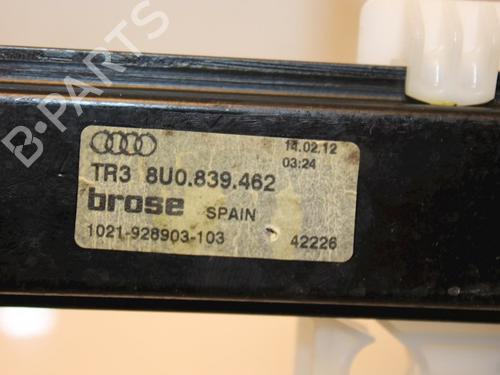 B-PARTS
14.02.12
03:24
TR3 8U0.839.462
brose SPAIN
1021-928903-103 42226